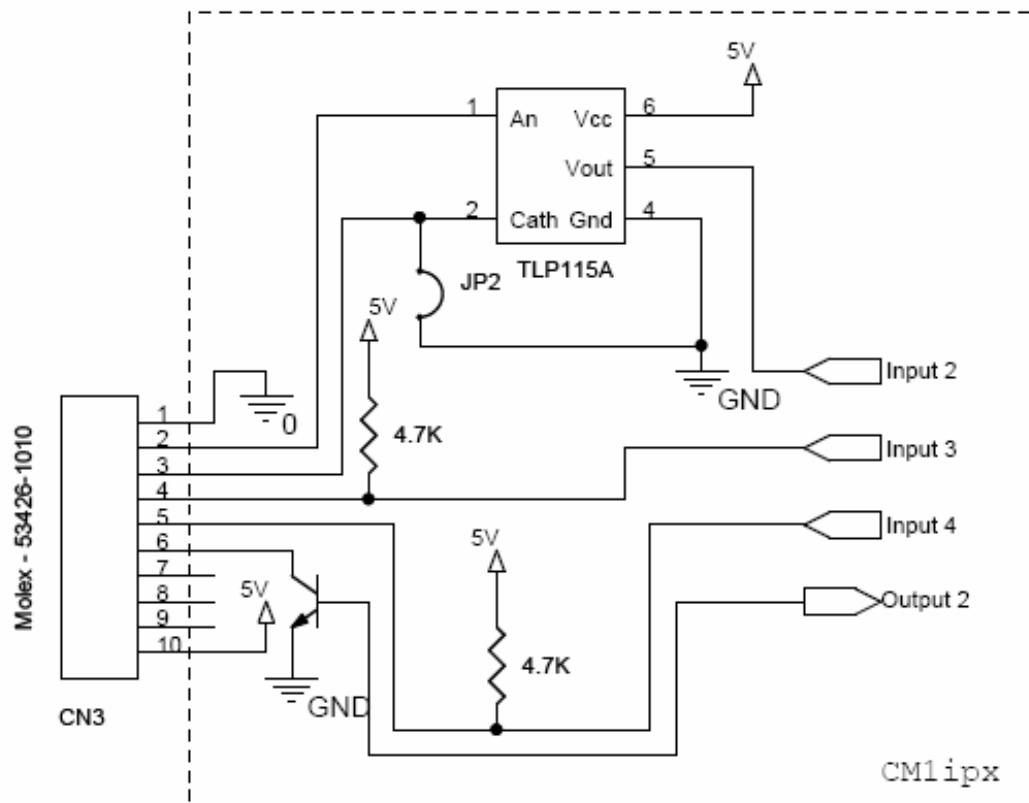 5V
1
An
Vcc
6
Vout
5
2
Cath
Gnd
4
TLP115A
JP2
5V
Input 2
GND
1
0
2
4.7K
Input 3
3
4
5
Input 4
6
5V
7
5V
8
Output 2
9
10
4.7K
GND
CN3
Molex - 53426-1010
CM1ipx